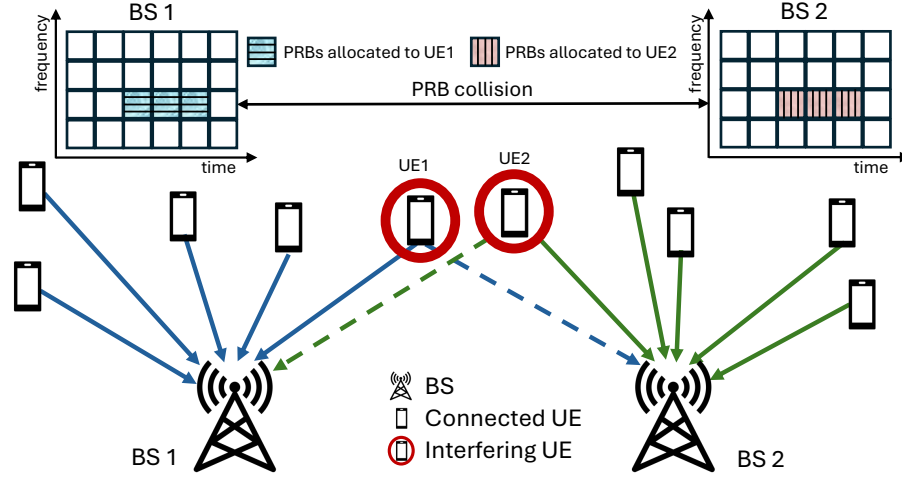 BS 1
BS 2
frequency
PRBs allocated to UE1
PRBs allocated to UE2
frequency
PRB collision
time
time
UE1
UE2
BS
Connected UE
Interfering UE
BS 1
BS 2